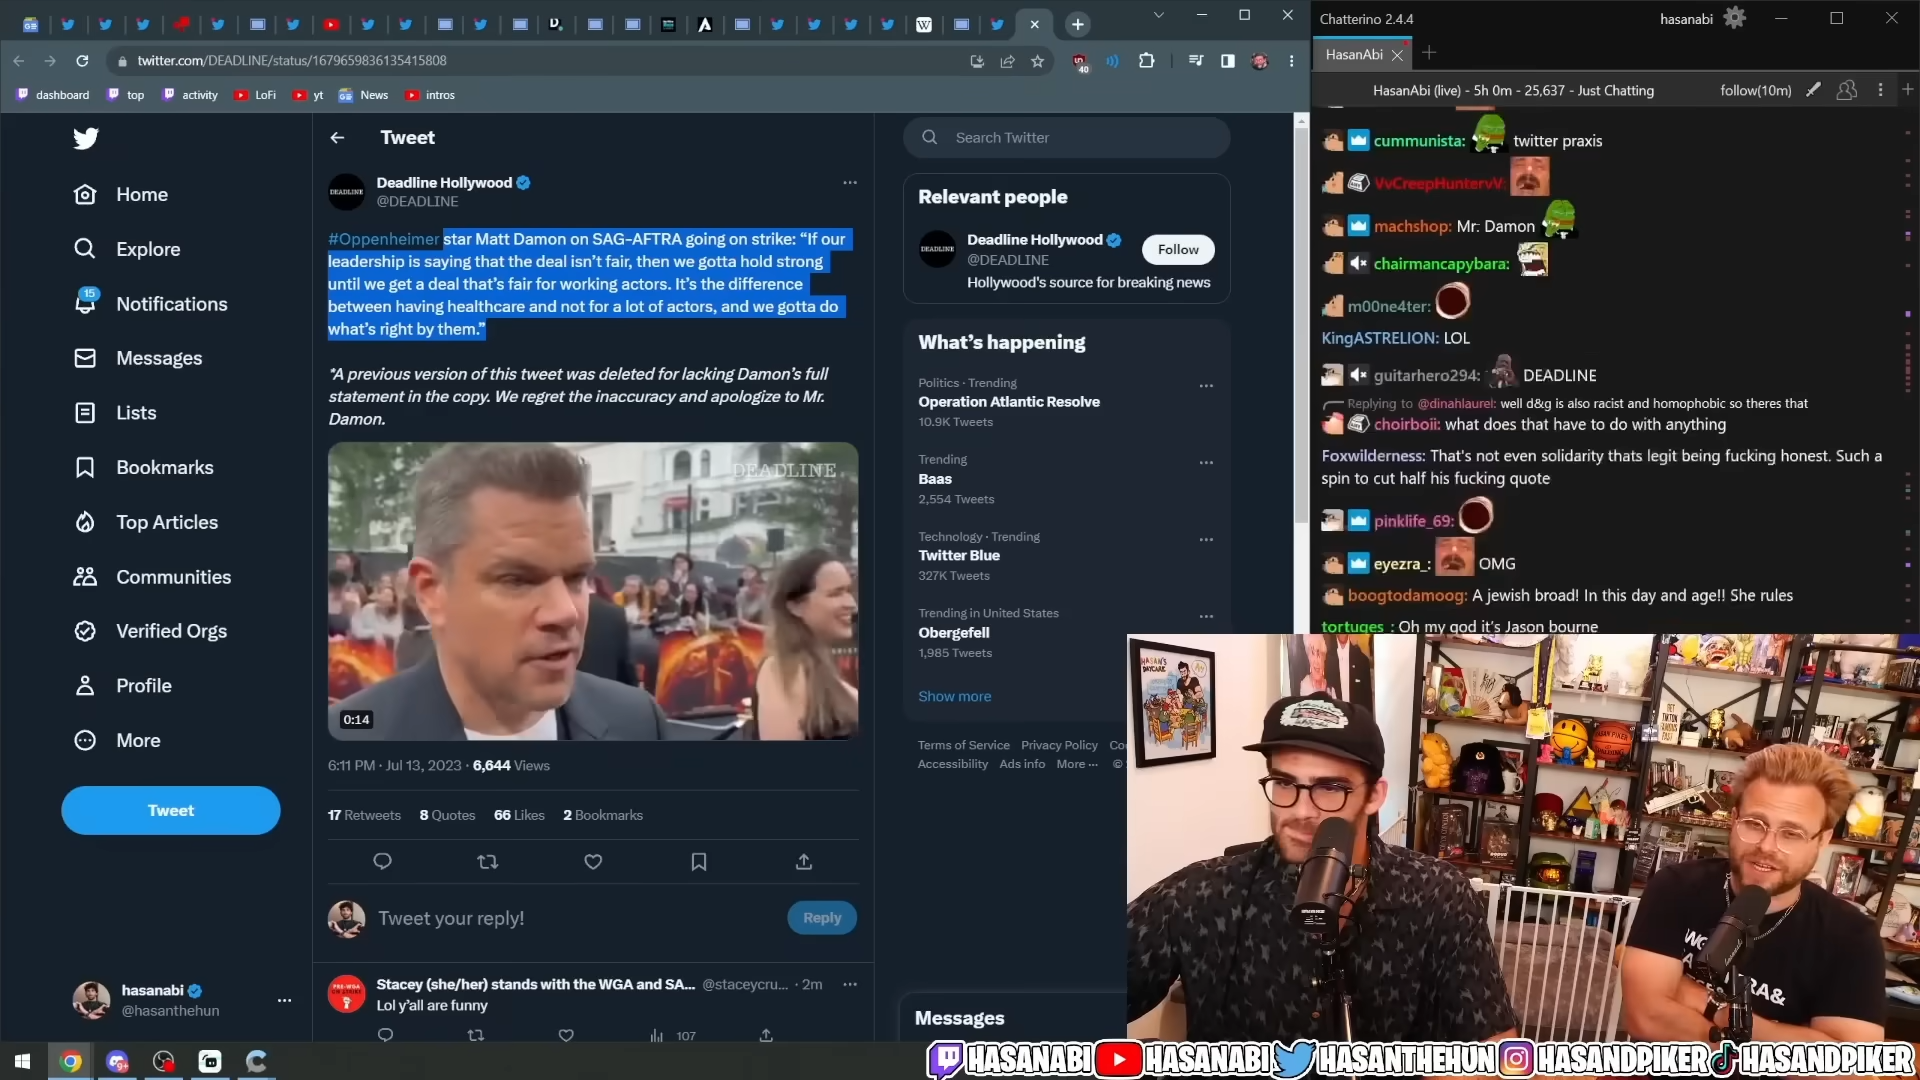 Chatterino 2.4.4
hasanabi
HasanAbi
twitter.com/DEADLINE/status/1679659836135415808
40
dashboard
top
activity
LoFi
yt
News
intros
HasanAbi (live) - 5h 0m - 25,637 - Just Chatting
follow(10m)
Home
Explore
15
Notifications
Messages
Lists
Bookmarks
Top Articles
Communities
Verified Orgs
Profile
More
Tweet
hasanabi
@hasanthehun
Tweet
DEADLINE
Deadline Hollywood
@DEADLINE
#Oppenheimer star Matt Damon on SAG-AFTRA going on strike: “If our
leadership is saying that the deal isn’t fair, then we gotta hold strong
until we get a deal that’s fair for working actors. It’s the difference
between having healthcare and not for a lot of actors, and we gotta do
what’s right by them.”
*A previous version of this tweet was deleted for lacking Damon’s full
statement in the copy. We regret the inaccuracy and apologize to Mr.
Damon.
DEADLINE
0:14
6:11 PM · Jul 13, 2023 · 6,644 Views
17 Retweets 8 Quotes 66 Likes 2 Bookmarks
Tweet your reply!
Reply
Stacey (she/her) stands with the WGA and SA... @staceycru... · 2m
Lol y’all are funny
107
Search Twitter
Relevant people
DEADLINE
Deadline Hollywood
@DEADLINE
Follow
Hollywood's source for breaking news
What’s happening
Politics · Trending
Operation Atlantic Resolve
10.9K Tweets
Trending
Baas
2,554 Tweets
Technology · Trending
Twitter Blue
327K Tweets
Trending in United States
Obergefell
1,985 Tweets
Show more
Terms of Service Privacy Policy Coo
Accessibility Ads info More ··· ©
Messages
cummunista: twitter praxis
VvCreepHuntervV:
machshop: Mr. Damon
chairmancapybara:
m00ne4ter:
KingASTRELION: LOL
guitarhero294: DEADLINE
Replying to @dinahlaurel: well d&g is also racist and homophobic so theres that
choirboii: what does that have to do with anything
Foxwilderness: That's not even solidarity thats legit being fucking honest. Such a
spin to cut half his fucking quote
pinklife_69:
eyezra_: OMG
boogtodamoog: A jewish broad! In this day and age!! She rules
tortuges_: Oh my god it's Jason bourne
HASAN'S
DAYCARE
HASANABI HASANABI HASANTHEHUN HASANDPIKER HASANDPIKER